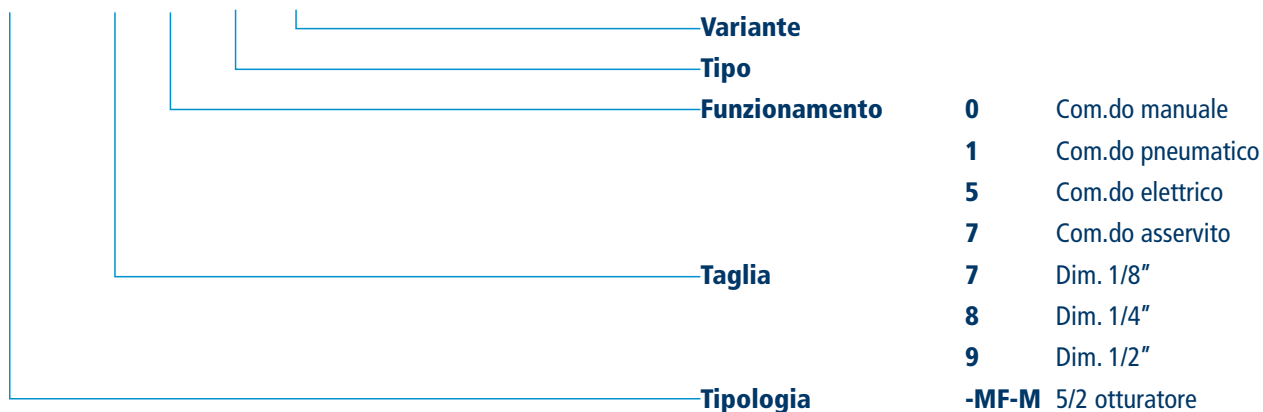 Variante
Tipo
Funzionamento 0 Com.do manuale
1 Com.do pneumatico
5 Com.do elettrico
7 Com.do asservito
Taglia 7 Dim. 1/8"
8 Dim. 1/4"
9 Dim. 1/2"
Tipologia -MF-M 5/2 otturatore